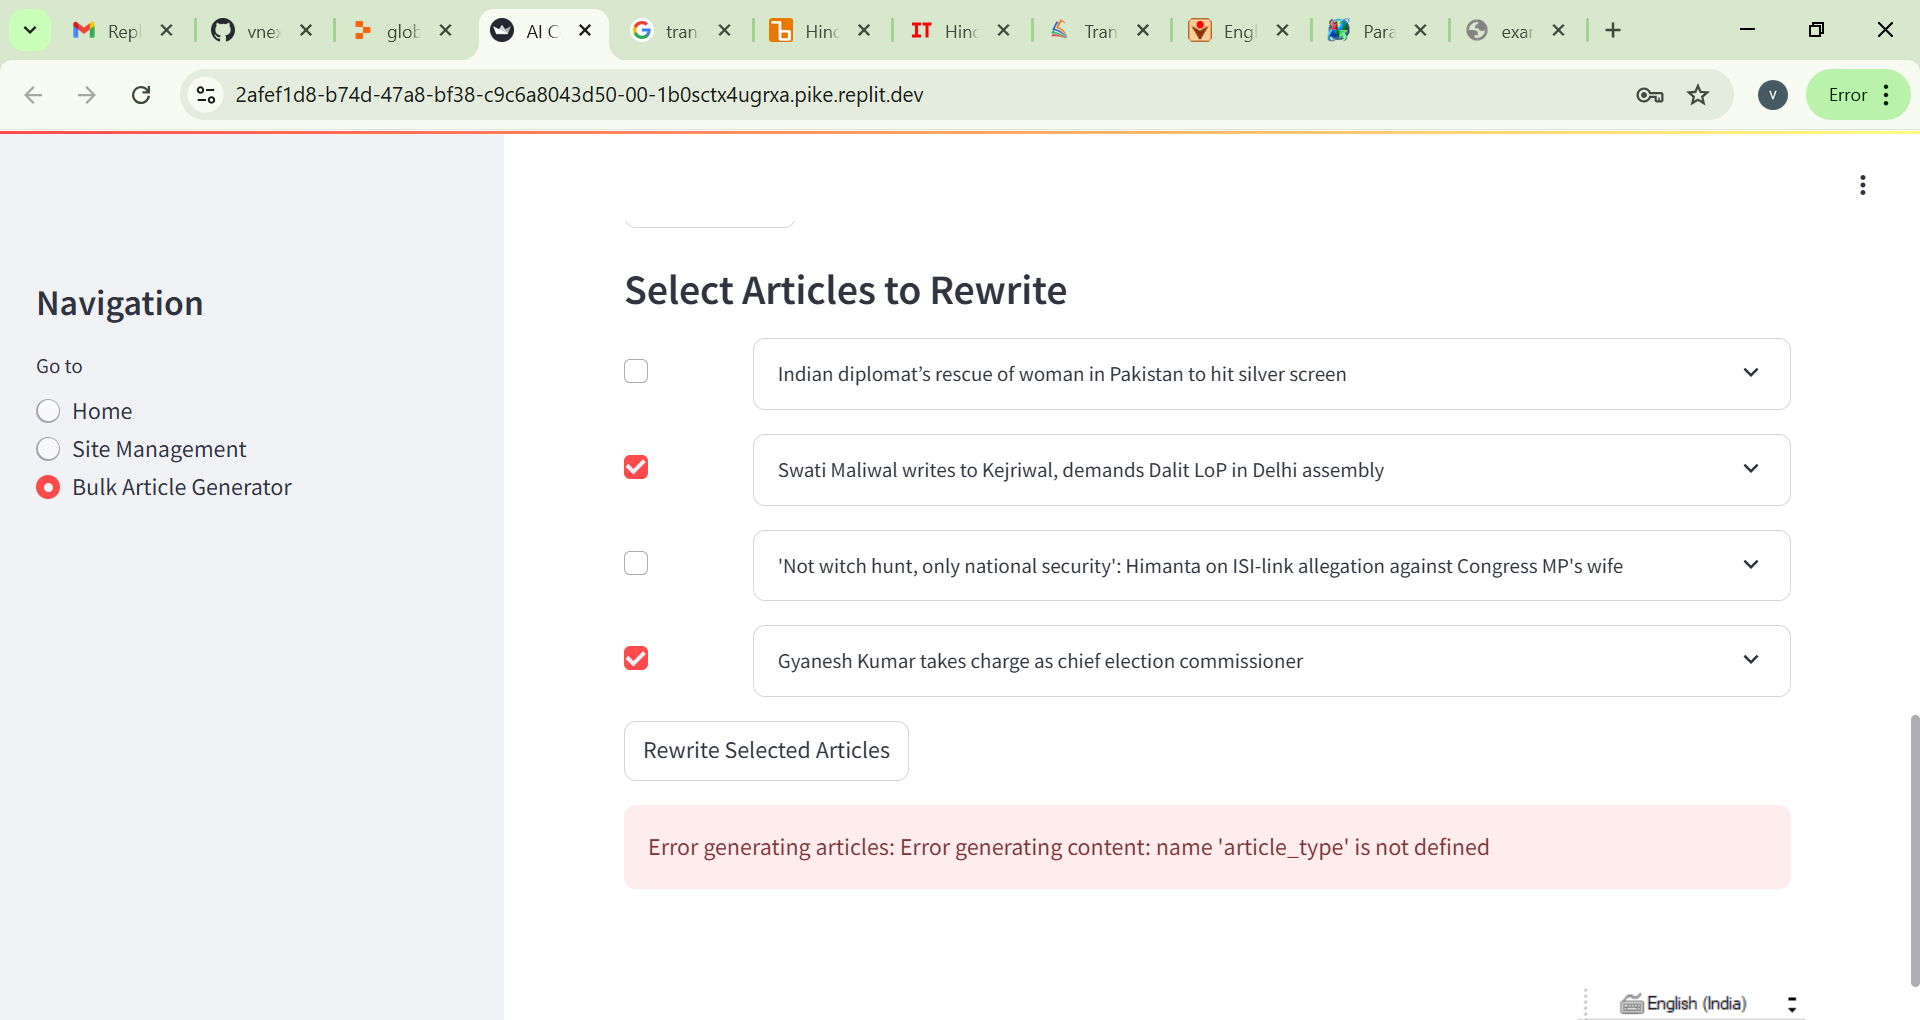 Repl
vnex
glob
AI C
tran
Hinc
IT Hinc
Tran
Engl
Para
exar
2afef1d8-b74d-47a8-bf38-c9c6a8043d50-00-1b0sctx4ugrxa.pike.replit.dev
V
Error
Navigation
Go to
Home
Site Management
Bulk Article Generator
Select Articles to Rewrite
Indian diplomat’s rescue of woman in Pakistan to hit silver screen
Swati Maliwal writes to Kejriwal, demands Dalit LoP in Delhi assembly
'Not witch hunt, only national security': Himanta on ISI-link allegation against Congress MP's wife
Gyanesh Kumar takes charge as chief election commissioner
Rewrite Selected Articles
Error generating articles: Error generating content: name 'article_type' is not defined
English (India)